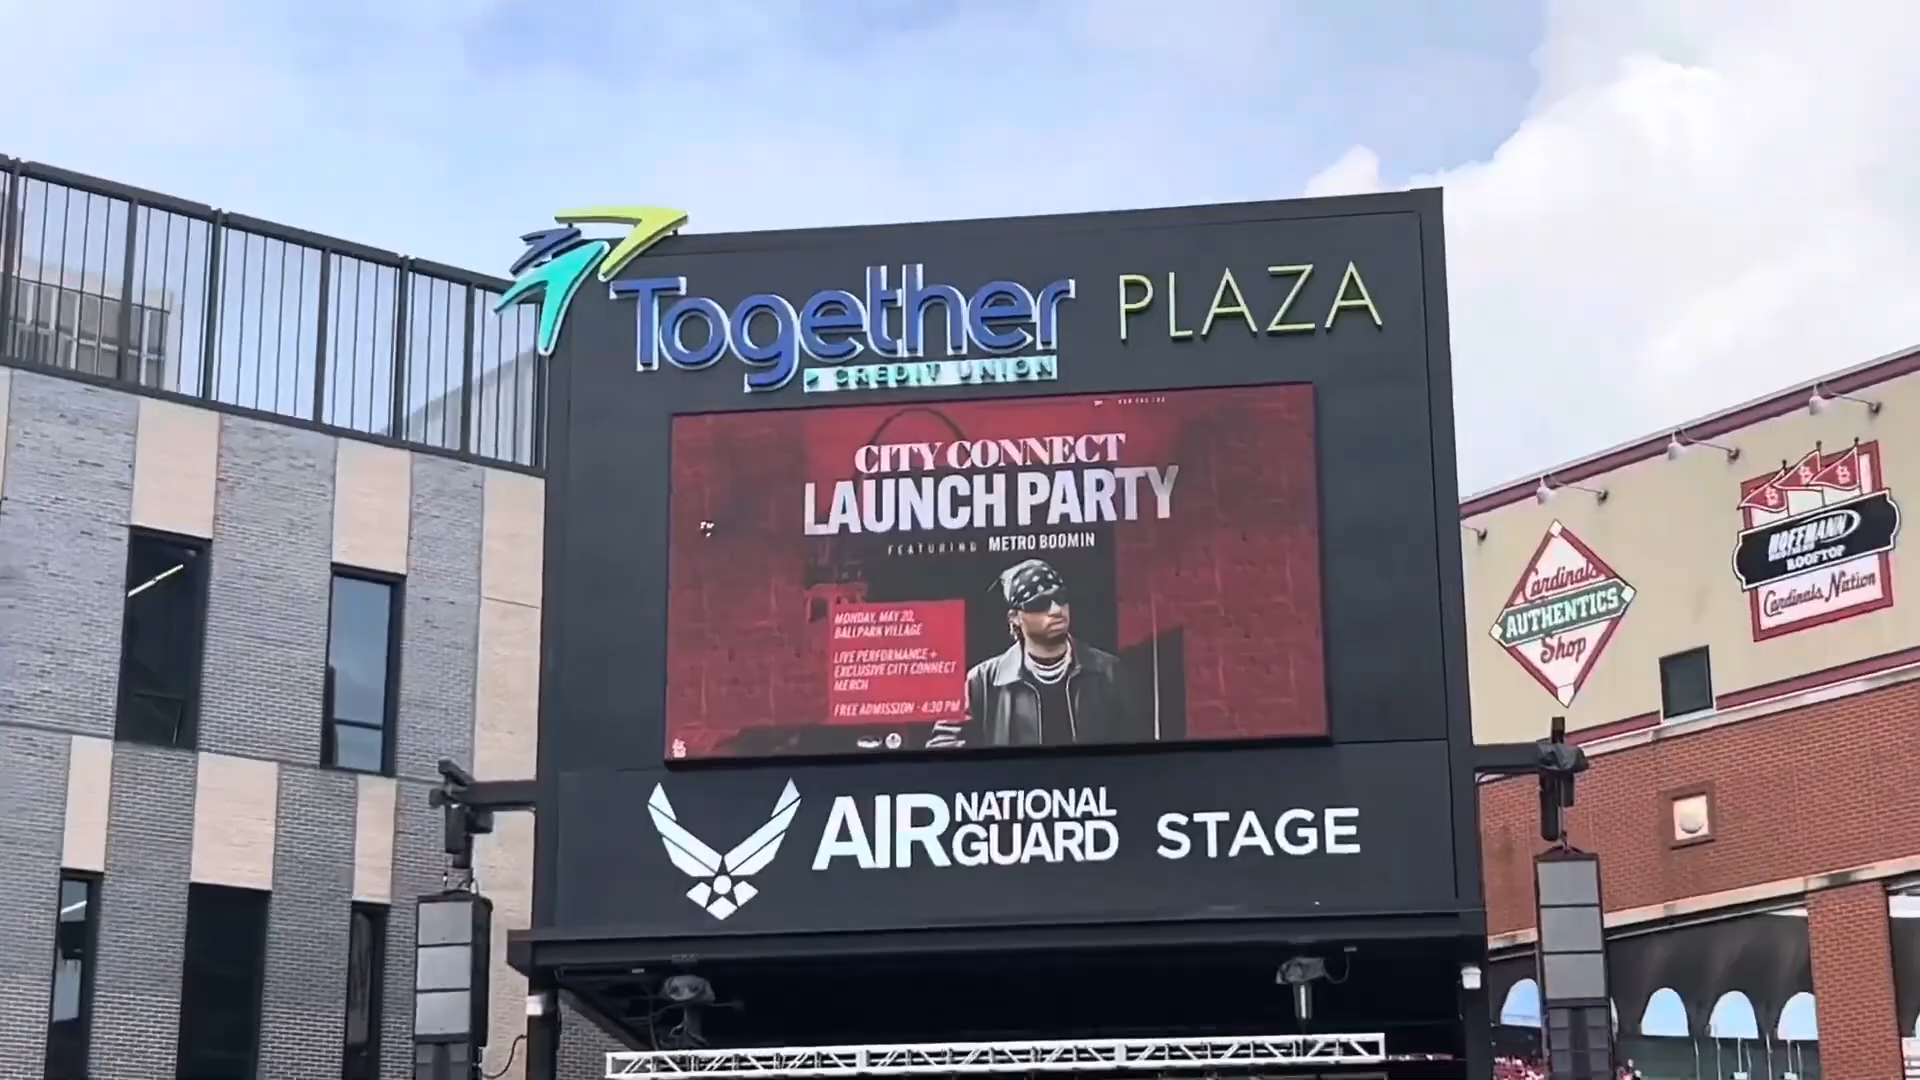 Together PLAZA
CREDIT UNION
CITY CONNECT
LAUNCH PARTY
FEATURING METRO BOOMIN
MONDAY, MAY 20,
BALLPARK VILLAGE
LIVE PERFORMANCE +
EXCLUSIVE CITY CONNECT
MERCH
FREE ADMISSION - 4:30 PM
AIR NATIONAL GUARD STAGE
Cardinals
AUTHENTICS
Shop
HOFFMANN
BROTHERS
ROOFTOP
Cardinals Nation